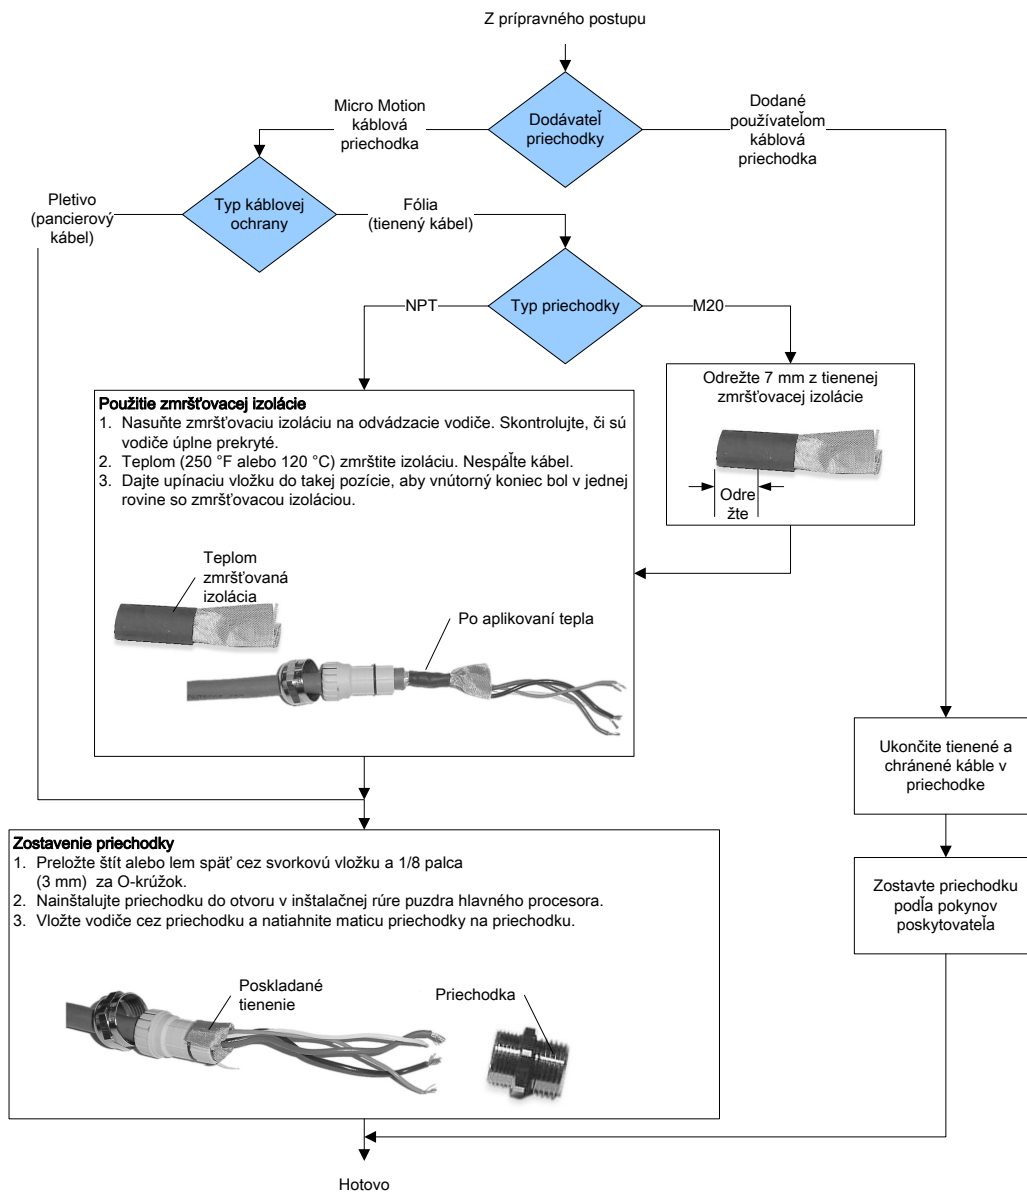 Z prípravného postupu
Micro Motion
káblová
priechodka
Dodávateľ
priechodky
Dodané
používateľom
káblová
priechodka
Pletivo
(pancierový
kábel)
Typ káblovej
ochrany
Fólia
(tienený kábel)
NPT
Typ priechodky
M20
Odrežte 7 mm z tienenej
zmršťovacej izolácie
Odre
žte
Použitie zmršťovacej izolácie
1. Nasuňte zmršťovaciu izoláciu na odvádzacie vodiče. Skontrolujte, či sú
vodiče úplne prekryté.
2. Teplom (250 °F alebo 120 °C) zmrštite izoláciu. Nespáľte kábel.
3. Dajte upínaciu vložku do takej pozície, aby vnútorný koniec bol v jednej
rovine so zmršťovacou izoláciou.
Teplom
zmršťovaná
izolácia
Po aplikovaní tepla
Ukončite tienené a
chránené káble v
priechodke
Zostavenie priechodky
1. Preložte štít alebo lem späť cez svorkovú vložku a 1/8 palca
(3 mm) za O-krúžok.
2. Nainštalujte priechodku do otvoru v inštalačnej rúre puzdra hlavného procesora.
3. Vložte vodiče cez priechodku a natiahnite maticu priechodky na priechodku.
Poskladané
tienenie
Priechodka
Zostavte priechodku
podľa pokynov
poskytovateľa
Hotovo